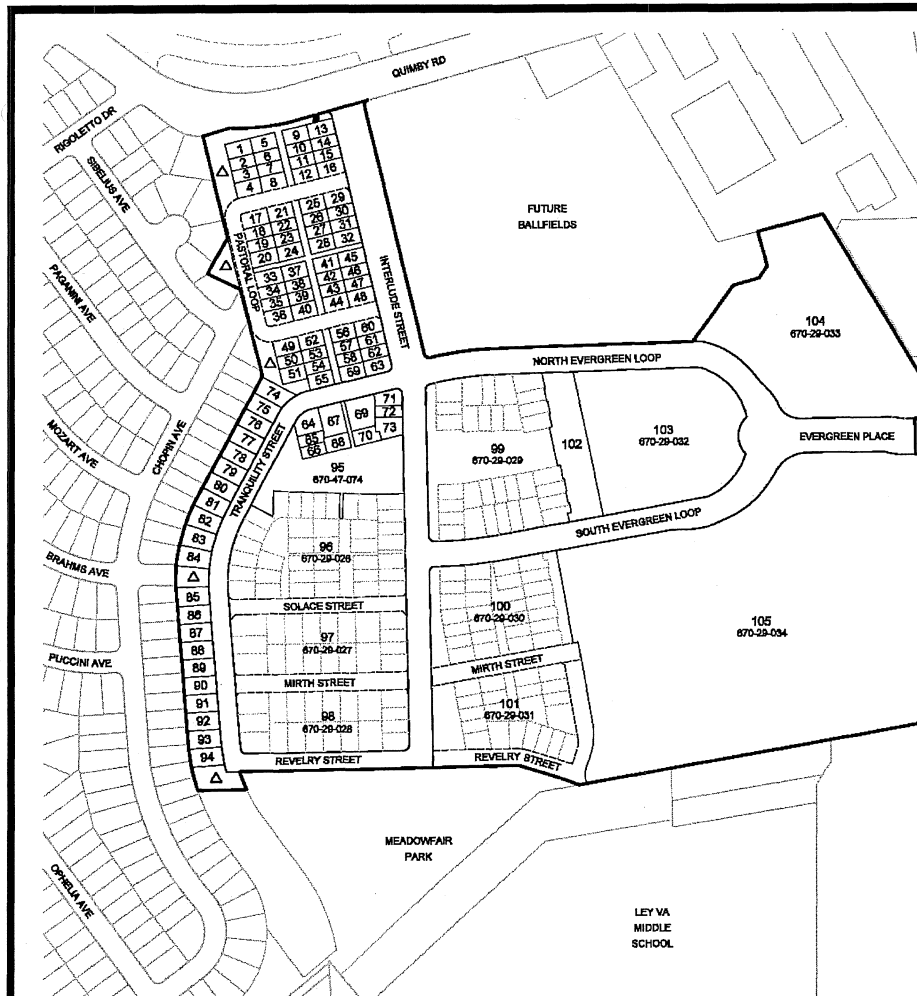 QUIMBY RD
RIGOLETTO DR
SIBELIUS AVE
1 5 9 13
2 6 10 14
3 7 11 15
4 8 12 16
FUTURE
BALLFIELDS
17 21 25 29
18 22 26 30
19 23 27 31
20 24 28 32
PASTORAL LOOP
INTERLUDE STREET
33 37 41 45
34 38 42 46
35 39 43 47
36 40 44 48
PAGANINI AVE
104
670-29-033
49 52 56 60
50 53 57 61
51 54 58 62
55 59 63
NORTH EVERGREEN LOOP
74
75
76
77
78
79
80
81
82
83
84
TRANQUILITY STREET
CHOPIN AVE
MOZART AVE
64 67 69 71
65 72
66 68 70 73
95
670-47-074
99
670-29-029
102
103
670-29-032
EVERGREEN PLACE
SOUTH EVERGREEN LOOP
96
670-29-026
BRAHMS AVE
SOLACE STREET
85
86
87
88
89
90
91
92
93
94
100
670-29-030
105
670-29-034
97
670-29-027
PUCCINI AVE
MIRTH STREET
MIRTH STREET
98
670-29-028
101
670-29-031
REVELRY STREET
REVELRY STREET
MEADOWFAIR
PARK
OPHELIA AVE
LEY VA
MIDDLE
SCHOOL